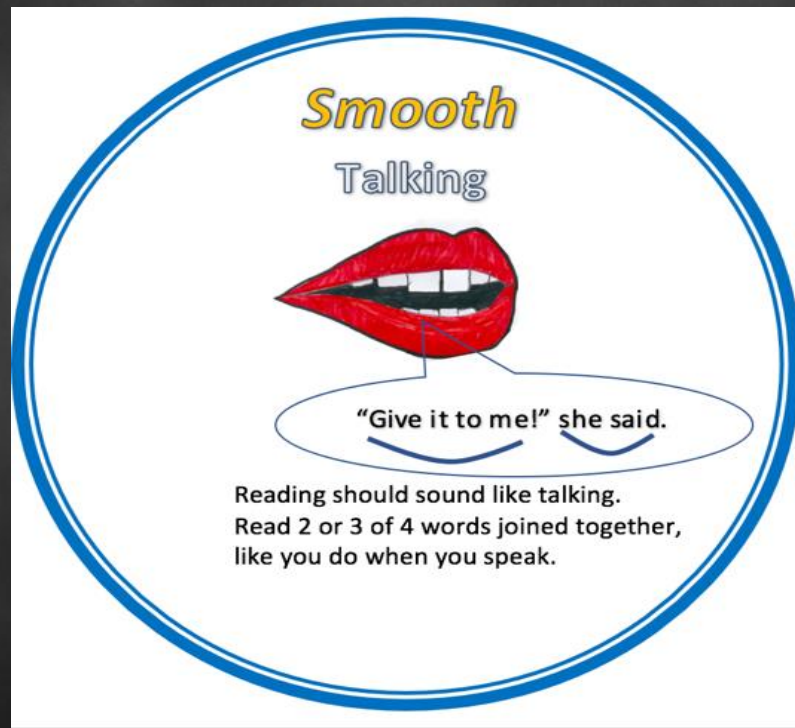 Smooth
Talking
“Give it to me!” she said.
Reading should sound like talking.
Read 2 or 3 of 4 words joined together,
like you do when you speak.